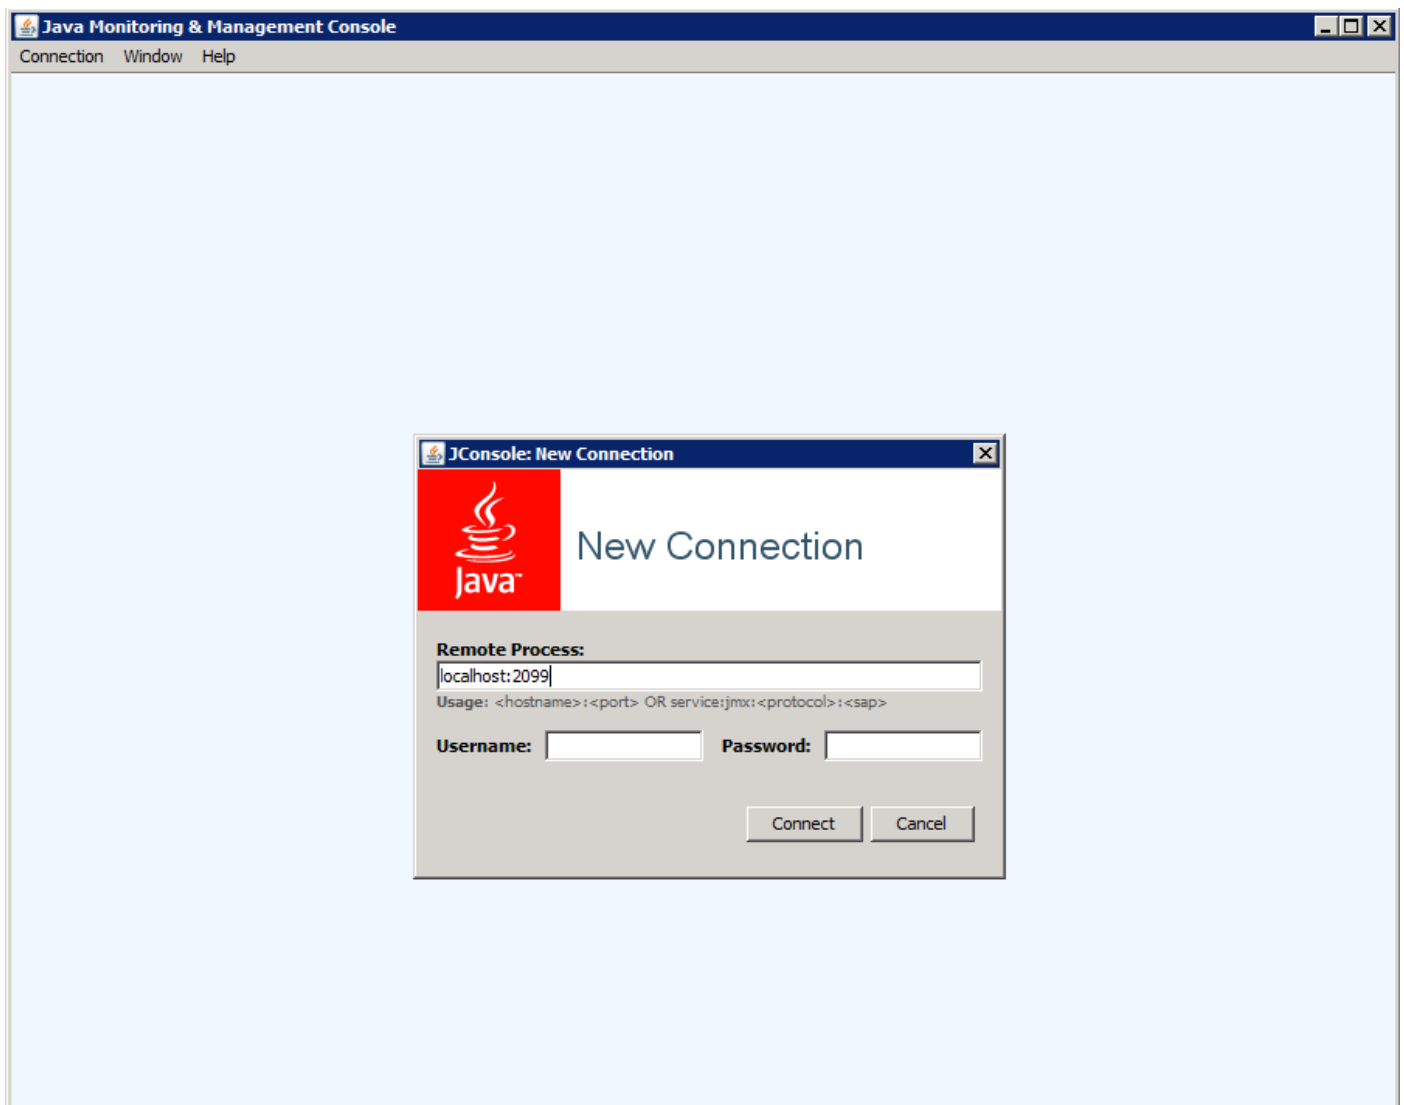 Java Monitoring & Management Console
Connection Window Help
JConsole: New Connection
Java™
New Connection
Remote Process:
localhost:2099
Usage: <hostname>:<port> OR service:jmx:<protocol>:<sap>
Username: Password:
Connect Cancel